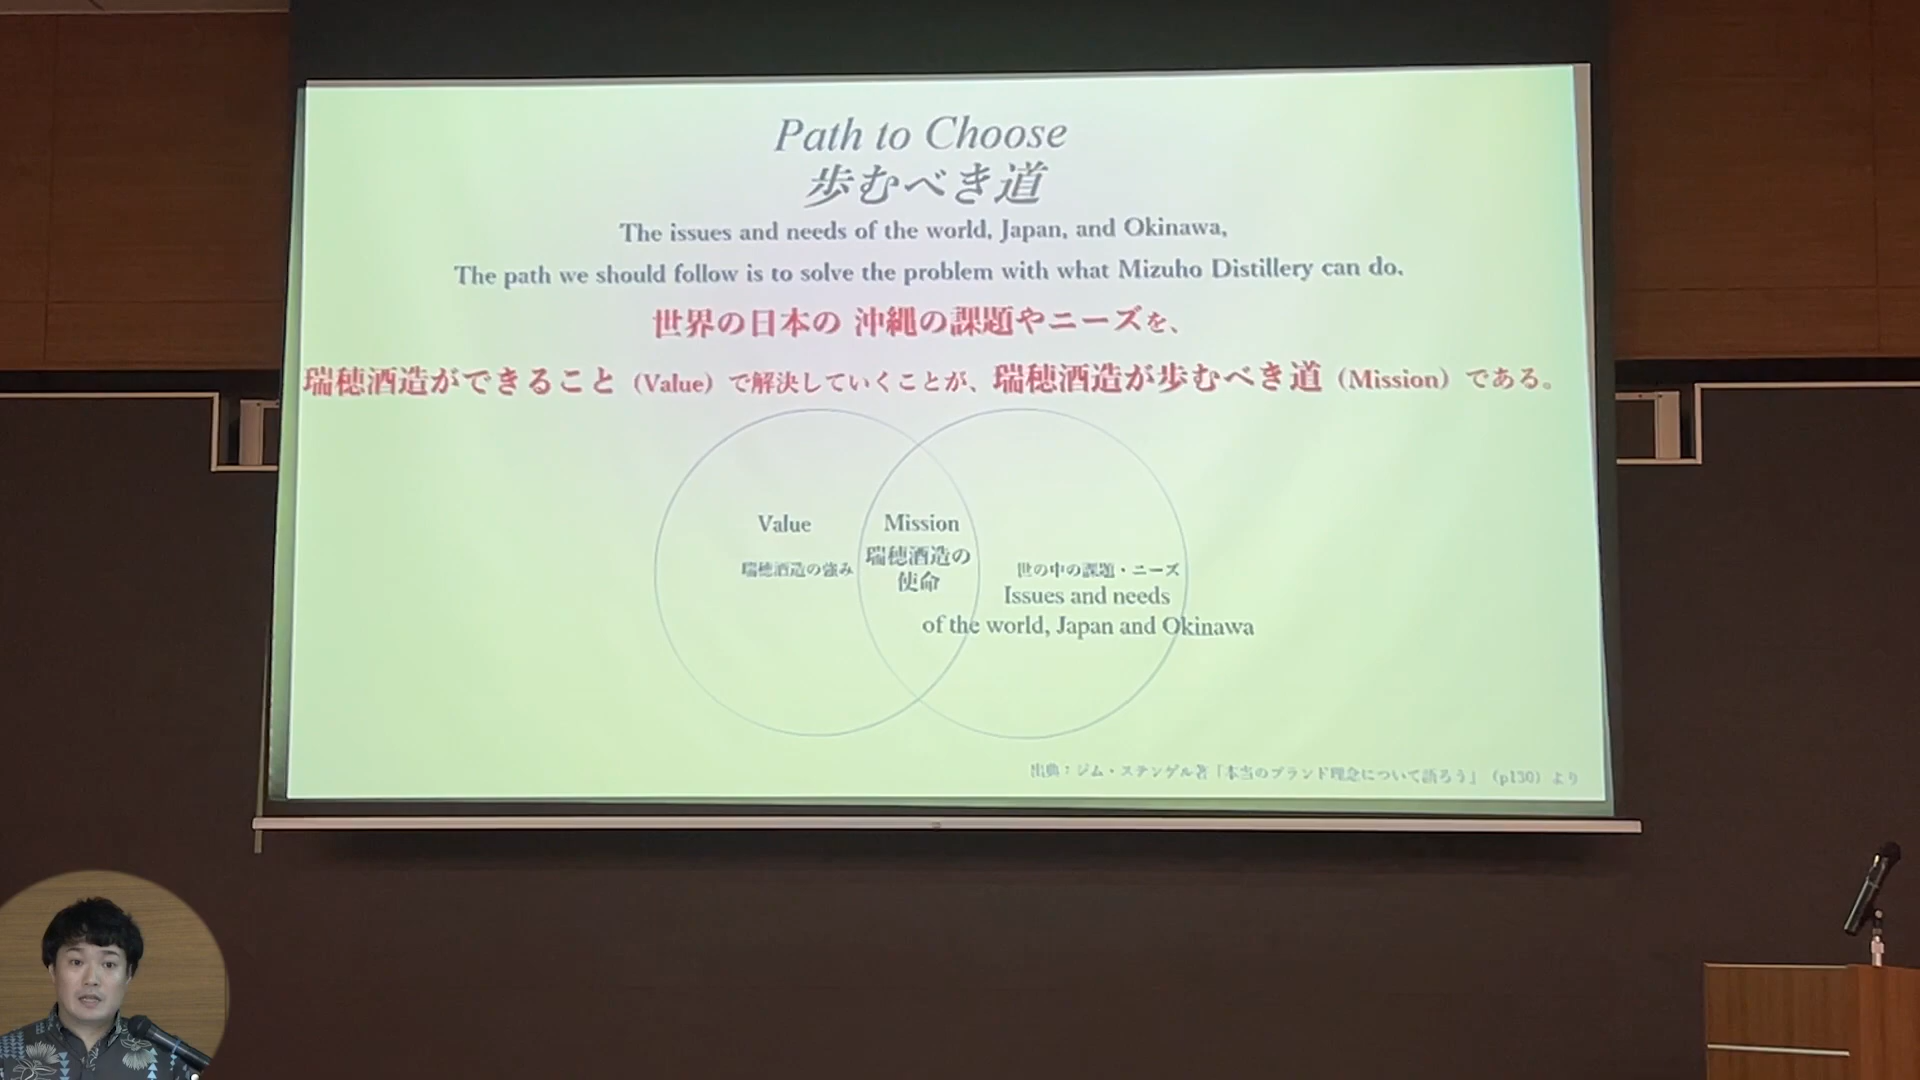 Path to Choose
歩むべき道
The issues and needs of the world, Japan, and Okinawa,
The path we should follow is to solve the problem with what Mizuho Distillery can do.
世界の日本の 沖縄の課題やニーズを、
瑞穂酒造ができること（Value）で解決していくことが、瑞穂酒造が歩むべき道（Mission）である。
Value
瑞穂酒造の強み
Mission
瑞穂酒造の
使命
世の中の課題・ニーズ
Issues and needs
of the world, Japan and Okinawa
出典：ジム・ステンゲル著「本当のブランド理念について語ろう」（p130）より